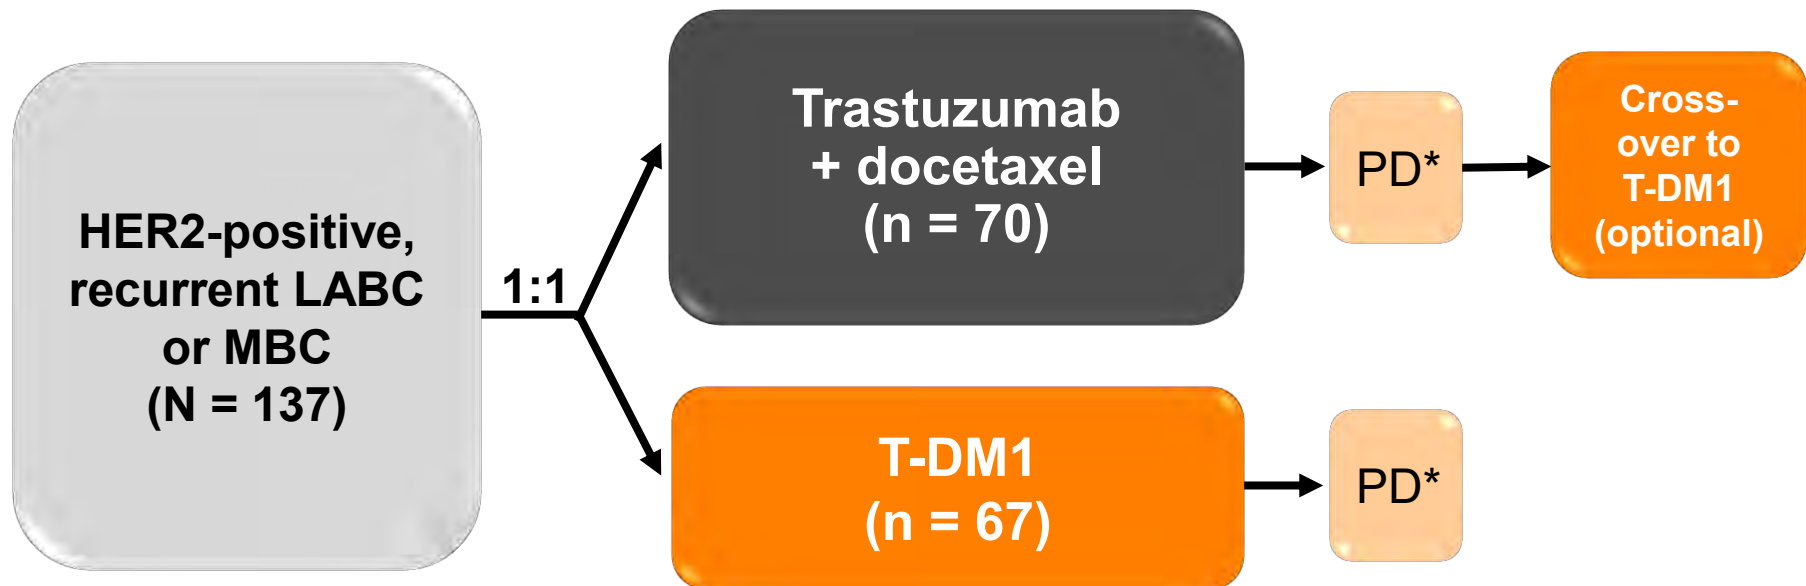 HER2-positive,
recurrent LABC
or MBC
(N = 137)
1:1
Trastuzumab
+ docetaxel
(n = 70)
PD*
Cross-
over to
T-DM1
(optional)
T-DM1
(n = 67)
PD*